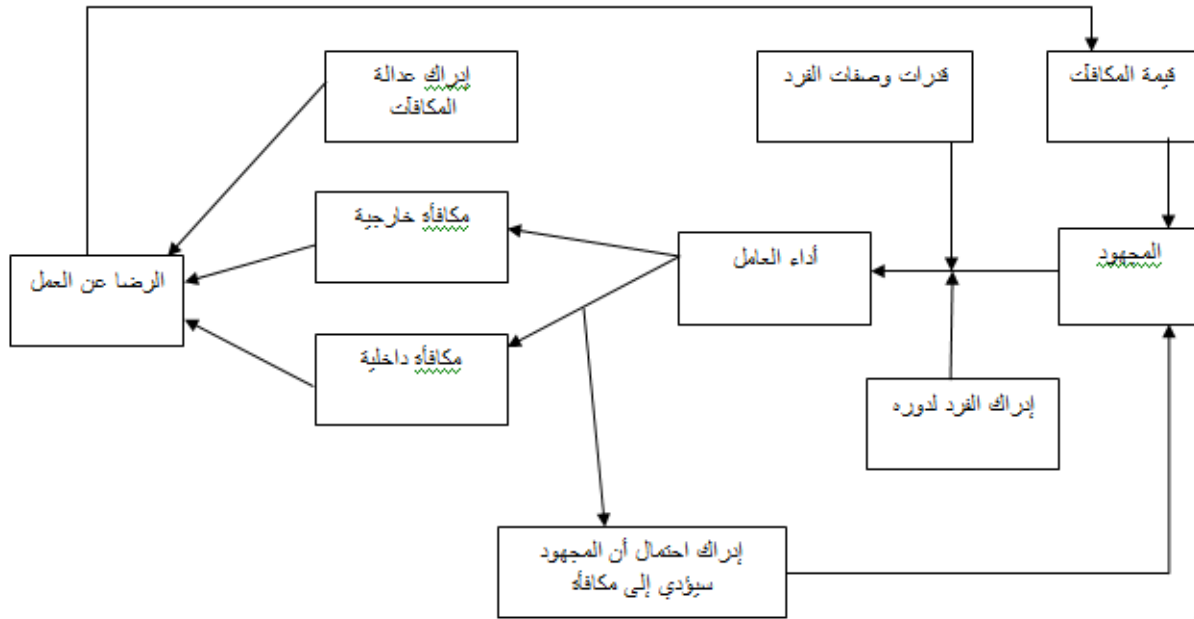 قيمة المكافآت
قدرات وصفات الفرد
إدراك عدالة
المكافآت
مكافأة خارجية
المجهود
أداء العامل
الرضا عن العمل
مكافأة داخلية
إدراك الفرد لدوره
إدراك احتمال أن المجهود
سيؤدي إلى مكافأة